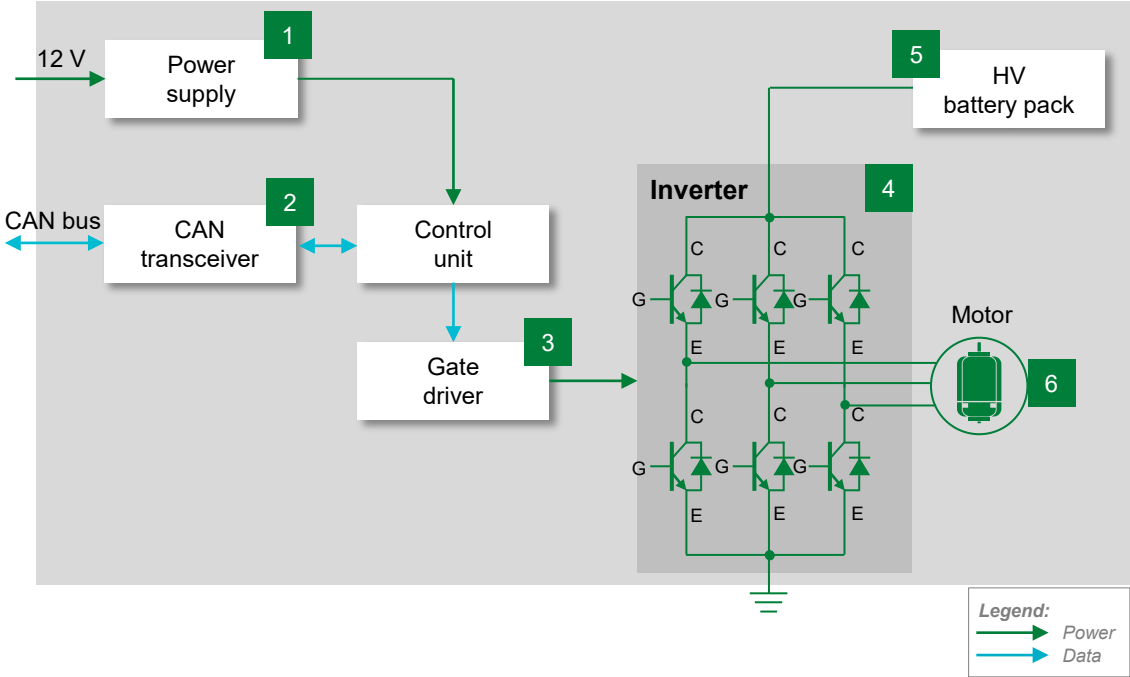 1
12 V
Power
supply
5
HV
battery pack
Inverter
4
2
CAN bus
CAN
transceiver
Control
unit
C
C
C
G
G
G
E
E
E
Motor
3
Gate
driver
6
C
C
C
G
G
G
E
E
E
Legend:
Power
Data